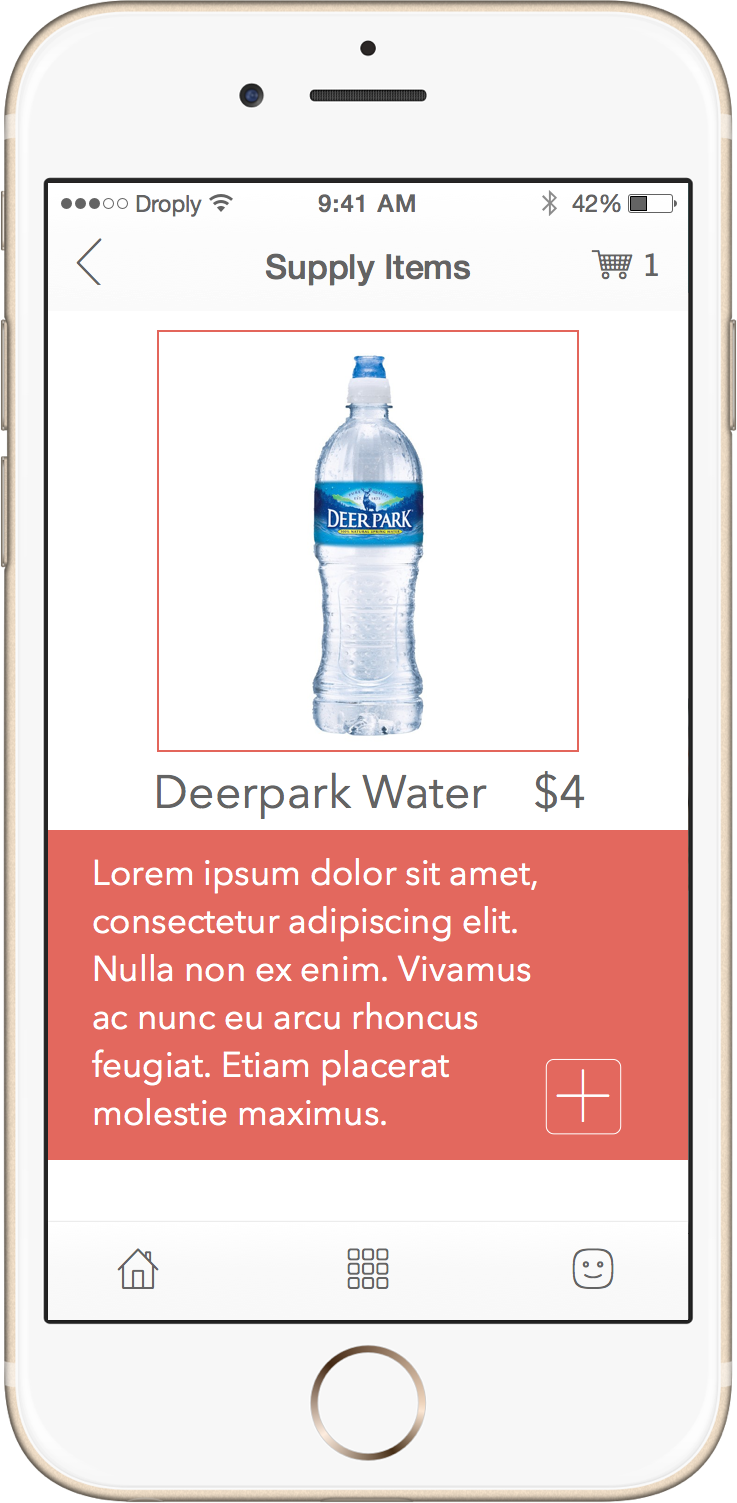 Droply 9:41 AM 42%
Supply Items 1
DEER PARK
Deerpark Water $4
Lorem ipsum dolor sit amet,
consectetur adipiscing elit.
Nulla non ex enim. Vivamus
ac nunc eu arcu rhoncus
feugiat. Etiam placerat
molestie maximus.